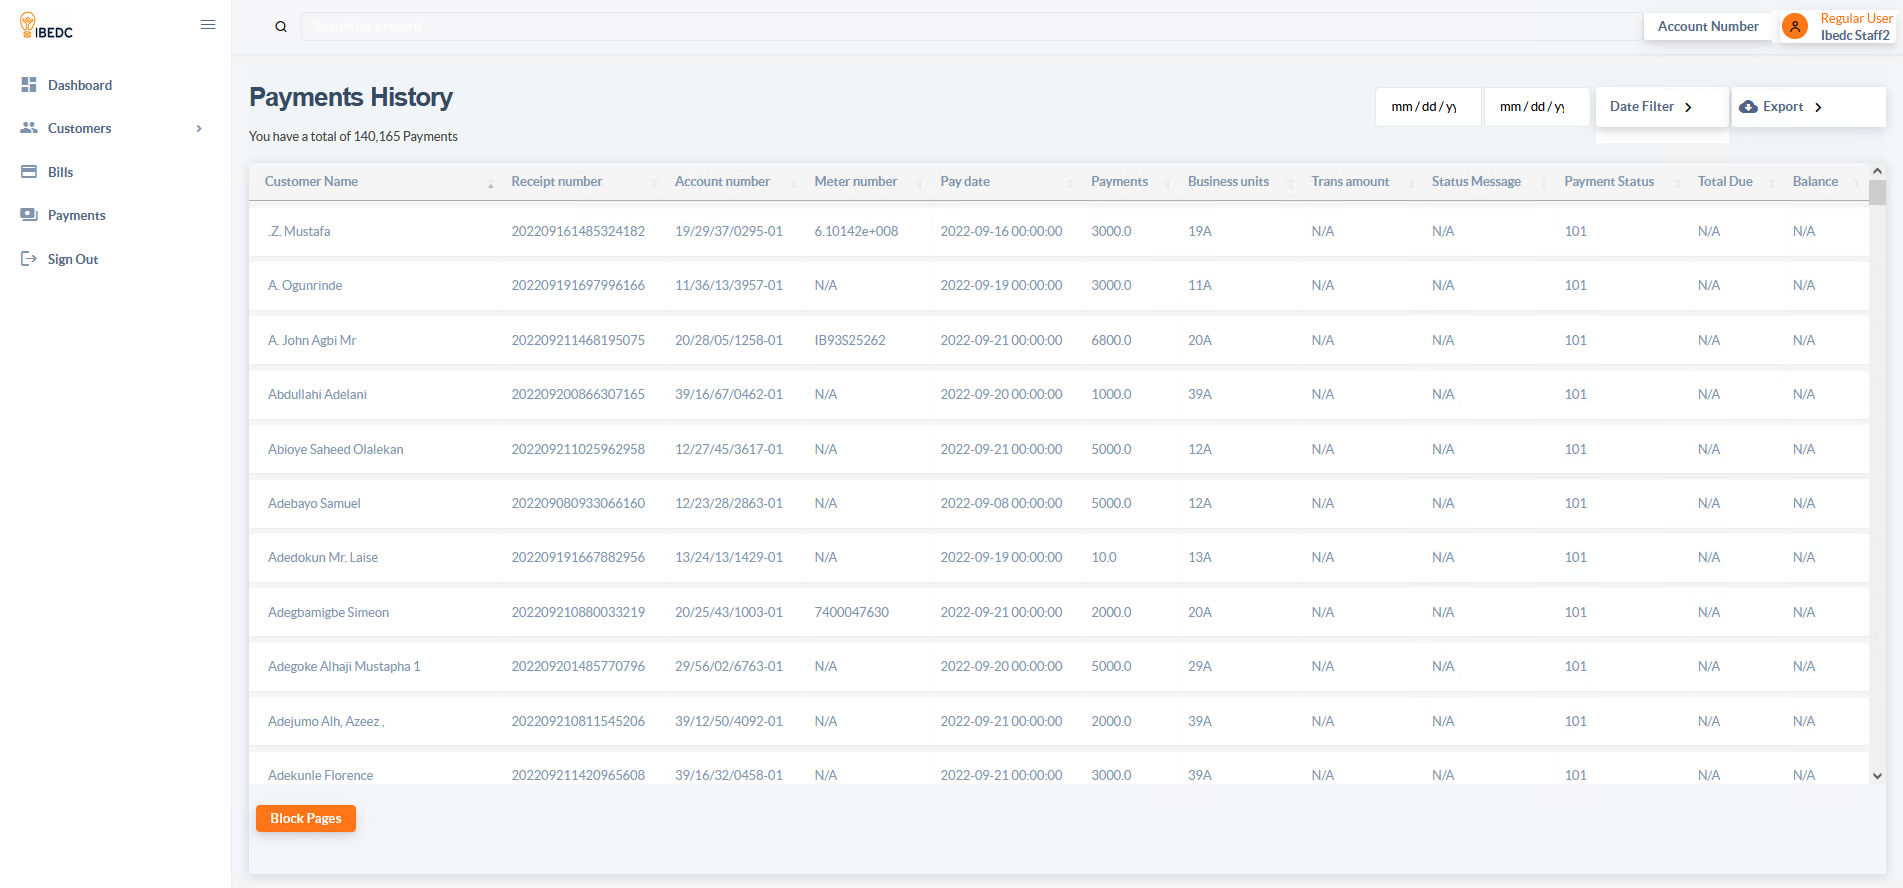 IBEDC
Search for a record
Account Number
Regular User
Ibedc Staff2
Dashboard
Customers
Bills
Payments
Sign Out
Payments History
You have a total of 140,165 Payments
mm / dd / yy
mm / dd / yy
Date Filter
Export
Customer Name Receipt number Account number Meter number Pay date Payments Business units Trans amount Status Message Payment Status Total Due Balance
.Z. Mustafa 202209161485324182 19/29/37/0295-01 6.10142e+008 2022-09-16 00:00:00 3000.0 19A N/A N/A 101 N/A N/A
A. Ogunrinde 202209191697996166 11/36/13/3957-01 N/A 2022-09-19 00:00:00 3000.0 11A N/A N/A 101 N/A N/A
A. John Agbi Mr 202209211468195075 20/28/05/1258-01 IB93S25262 2022-09-21 00:00:00 6800.0 20A N/A N/A 101 N/A N/A
Abdullahi Adelani 202209200866307165 39/16/67/0462-01 N/A 2022-09-20 00:00:00 1000.0 39A N/A N/A 101 N/A N/A
Abioye Saheed Olalekan 202209211025962958 12/27/45/3617-01 N/A 2022-09-21 00:00:00 5000.0 12A N/A N/A 101 N/A N/A
Adebayo Samuel 202209080933066160 12/23/28/2863-01 N/A 2022-09-08 00:00:00 5000.0 12A N/A N/A 101 N/A N/A
Adedokun Mr. Laise 202209191667882956 13/24/13/1429-01 N/A 2022-09-19 00:00:00 10.0 13A N/A N/A 101 N/A N/A
Adegbamigbe Simeon 202209210880033219 20/25/43/1003-01 7400047630 2022-09-21 00:00:00 2000.0 20A N/A N/A 101 N/A N/A
Adegoke Alhaji Mustapha 1 202209201485770796 29/56/02/6763-01 N/A 2022-09-20 00:00:00 5000.0 29A N/A N/A 101 N/A N/A
Adejumo Alh, Azeez , 202209210811545206 39/12/50/4092-01 N/A 2022-09-21 00:00:00 2000.0 39A N/A N/A 101 N/A N/A
Adekunle Florence 202209211420965608 39/16/32/0458-01 N/A 2022-09-21 00:00:00 3000.0 39A N/A N/A 101 N/A N/A
Block Pages